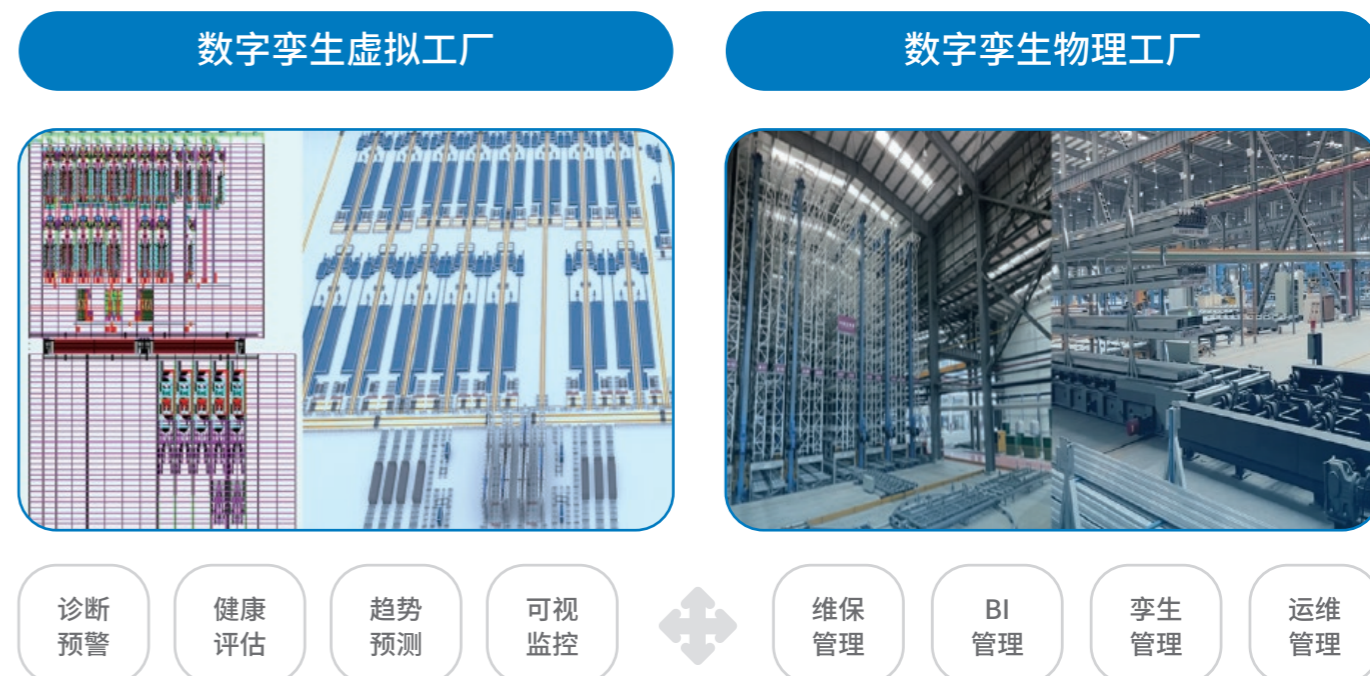 数字孪生虚拟工厂
数字孪生物理工厂
诊断
预警
健康
评估
趋势
预测
可视
监控
维保
管理
BI
管理
孪生
管理
运维
管理